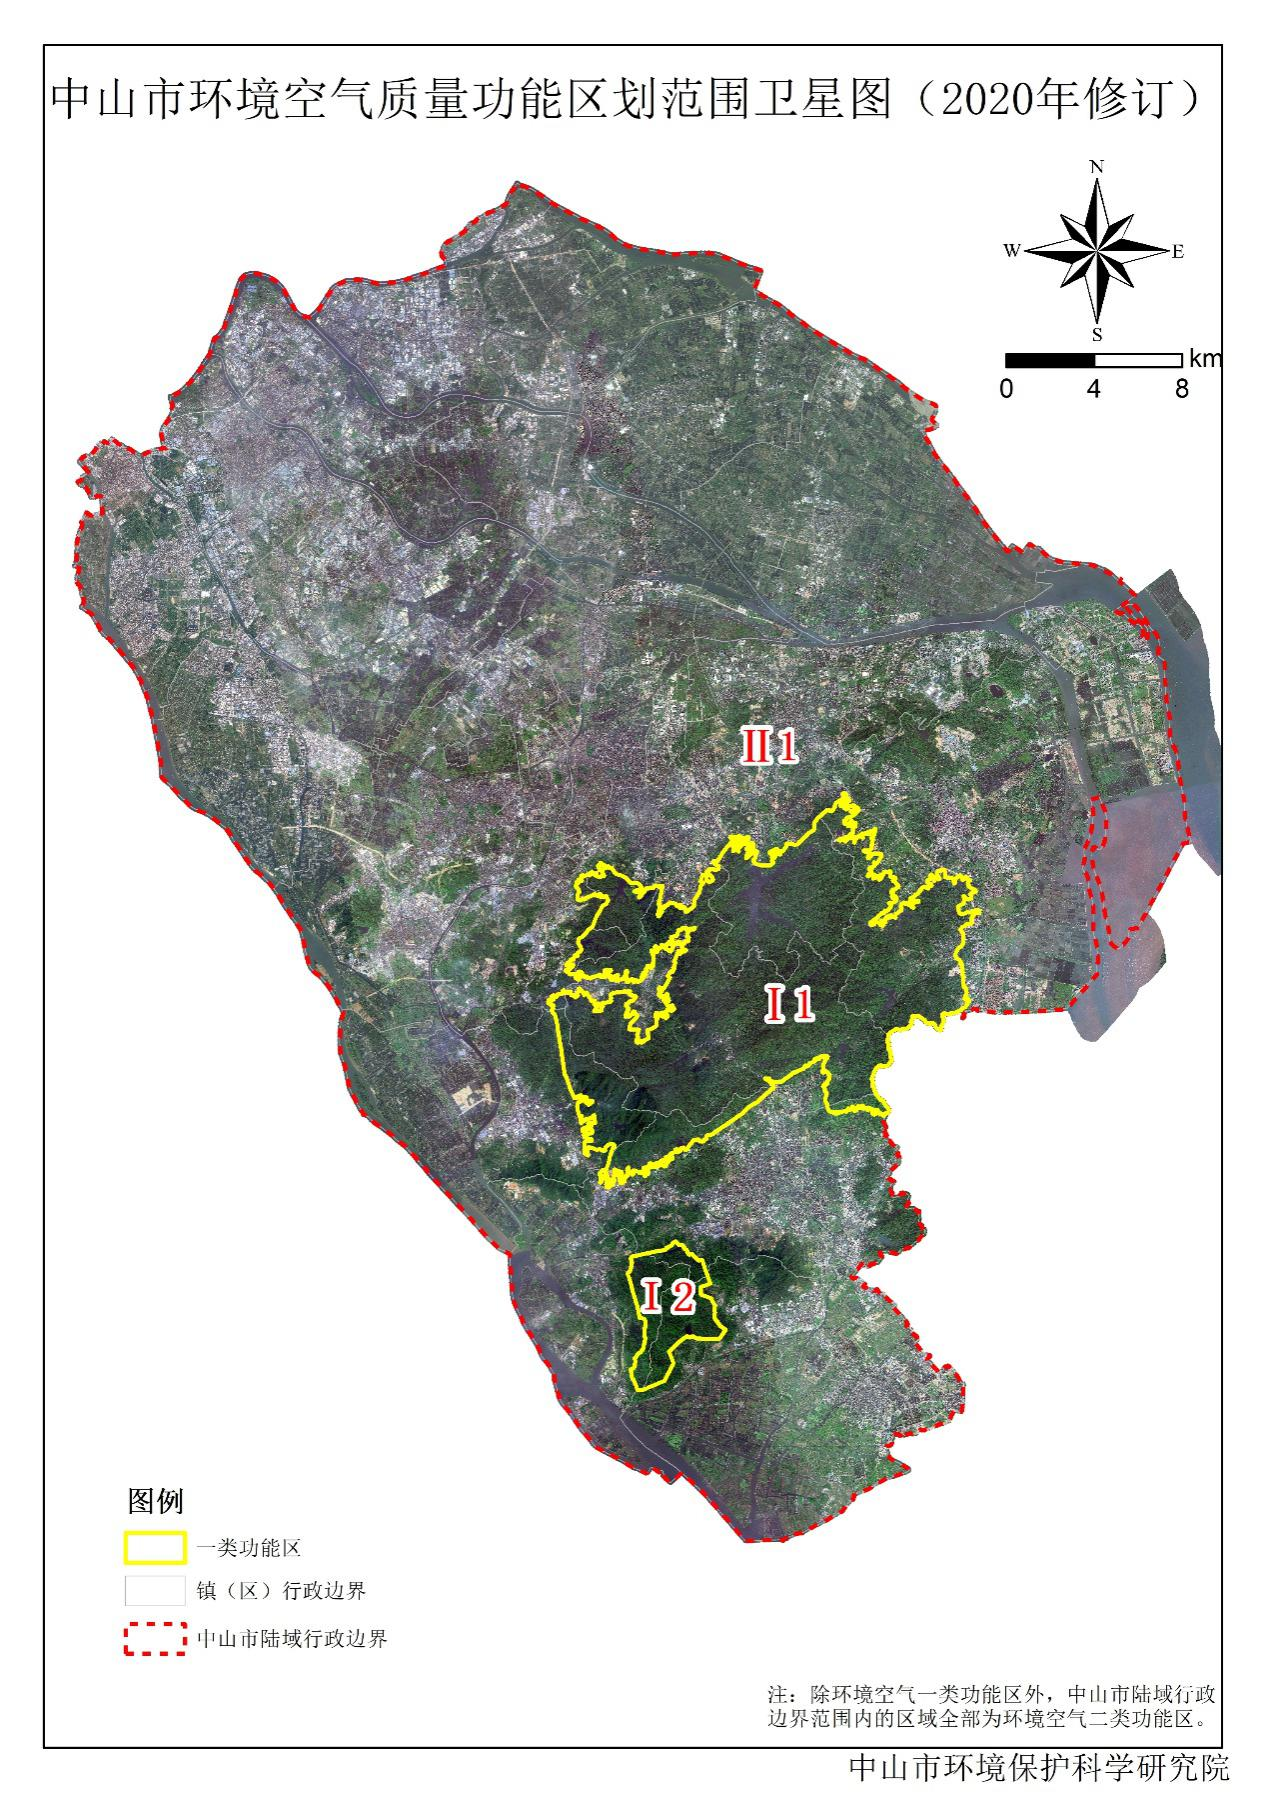 中山市环境空气质量功能区划范围卫星图（2020年修订）
N
W E
S
km
0 4 8
Ⅱ1
Ⅰ1
Ⅰ2
图例
一类功能区
镇（区）行政边界
中山市陆域行政边界
注：除环境空气一类功能区外，中山市陆域行政
边界范围内的区域全部为环境空气二类功能区。
中山市环境保护科学研究院